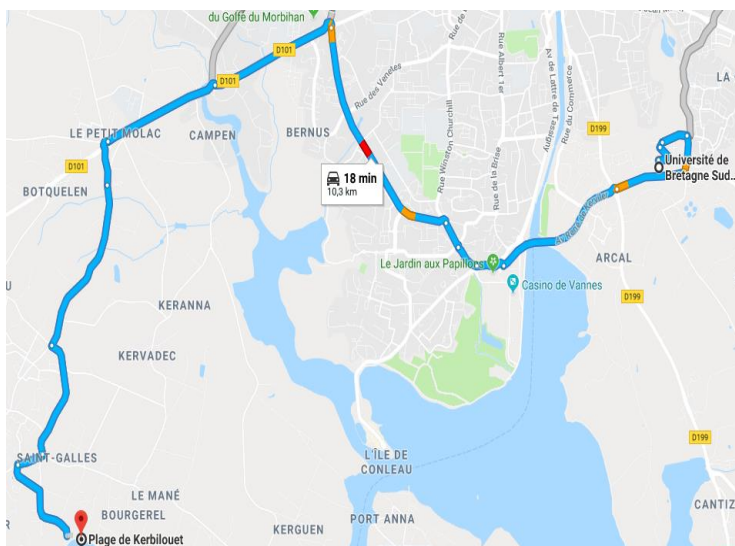 du Golfe du Morbihan
D101
D101
LE PETIT MOLAC
CAMPEN
BERNUS
D101
BOTQUELEN
Rue des Venetes
Rue Winston Churchill
Rue Albert 1er
Rue de la Brise
Av de Lattre de Tassigny
Rue du Commerce
D199
Université de
Bretagne Sud...
18 min
10,3 km
Le Jardin aux Papillons
Casino de Vannes
ARCAL
D199
KERANNA
KERVADEC
D199
SAINT-GALLES
L'ÎLE DE
CONLEAU
LE MANÉ
BOURGEREL
KERGUEN
PORT ANNA
CANTIZ
Plage de Kerbilouet